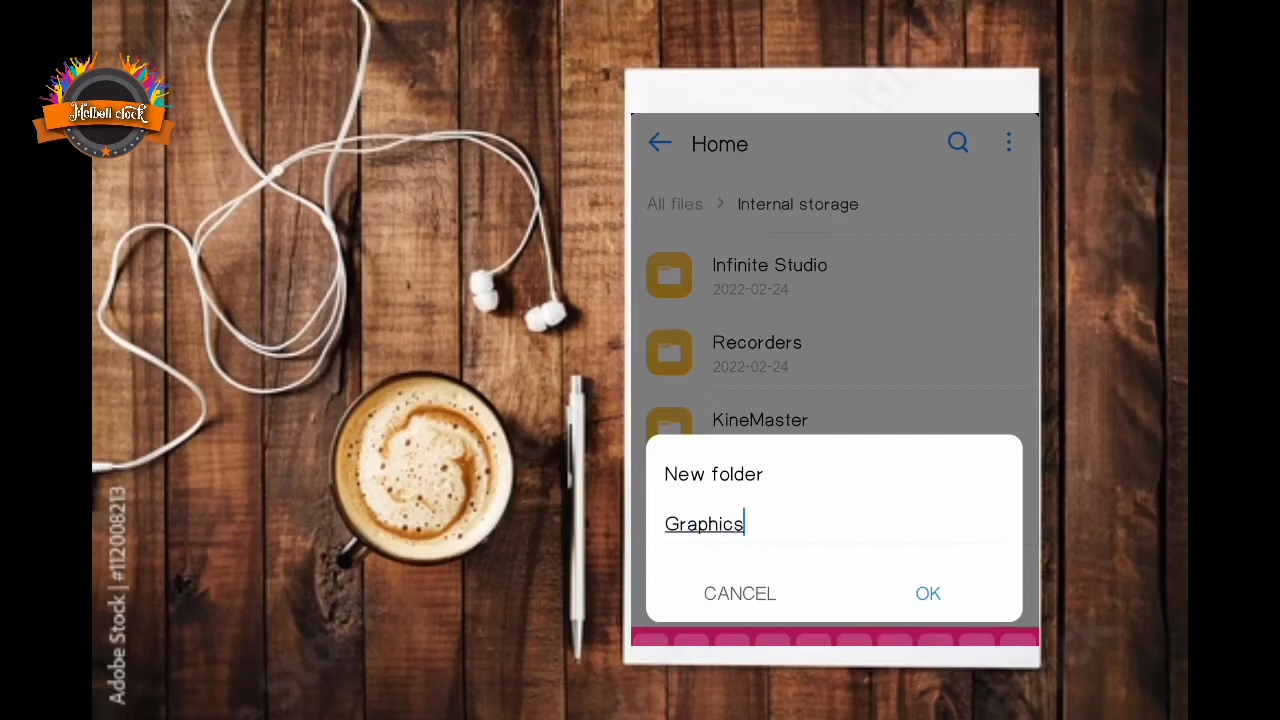 Melbell clock
Home
All files > Internal storage
Infinite Studio
2022-02-24
Recorders
2022-02-24
KineMaster
New folder
Graphics
CANCEL
OK
Adobe Stock | #112008213